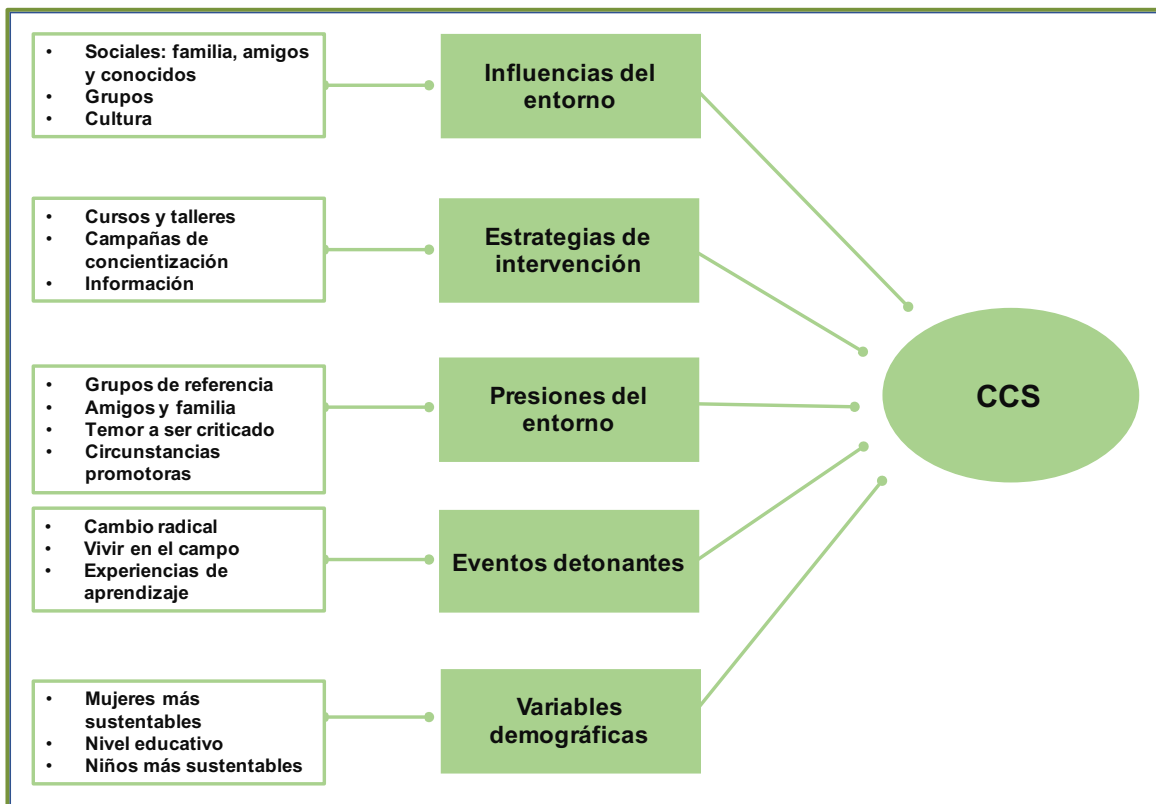 • Sociales: familia, amigos
y conocidos
• Grupos
• Cultura
Influencias del
entorno
• Cursos y talleres
• Campañas de
concientización
• Información
Estrategias de
intervención
• Grupos de referencia
• Amigos y familia
• Temor a ser criticado
• Circunstancias
promotoras
Presiones del
entorno
CCS
• Cambio radical
• Vivir en el campo
• Experiencias de
aprendizaje
Eventos detonantes
• Mujeres más
sustentables
• Nivel educativo
• Niños más sustentables
Variables
demográficas